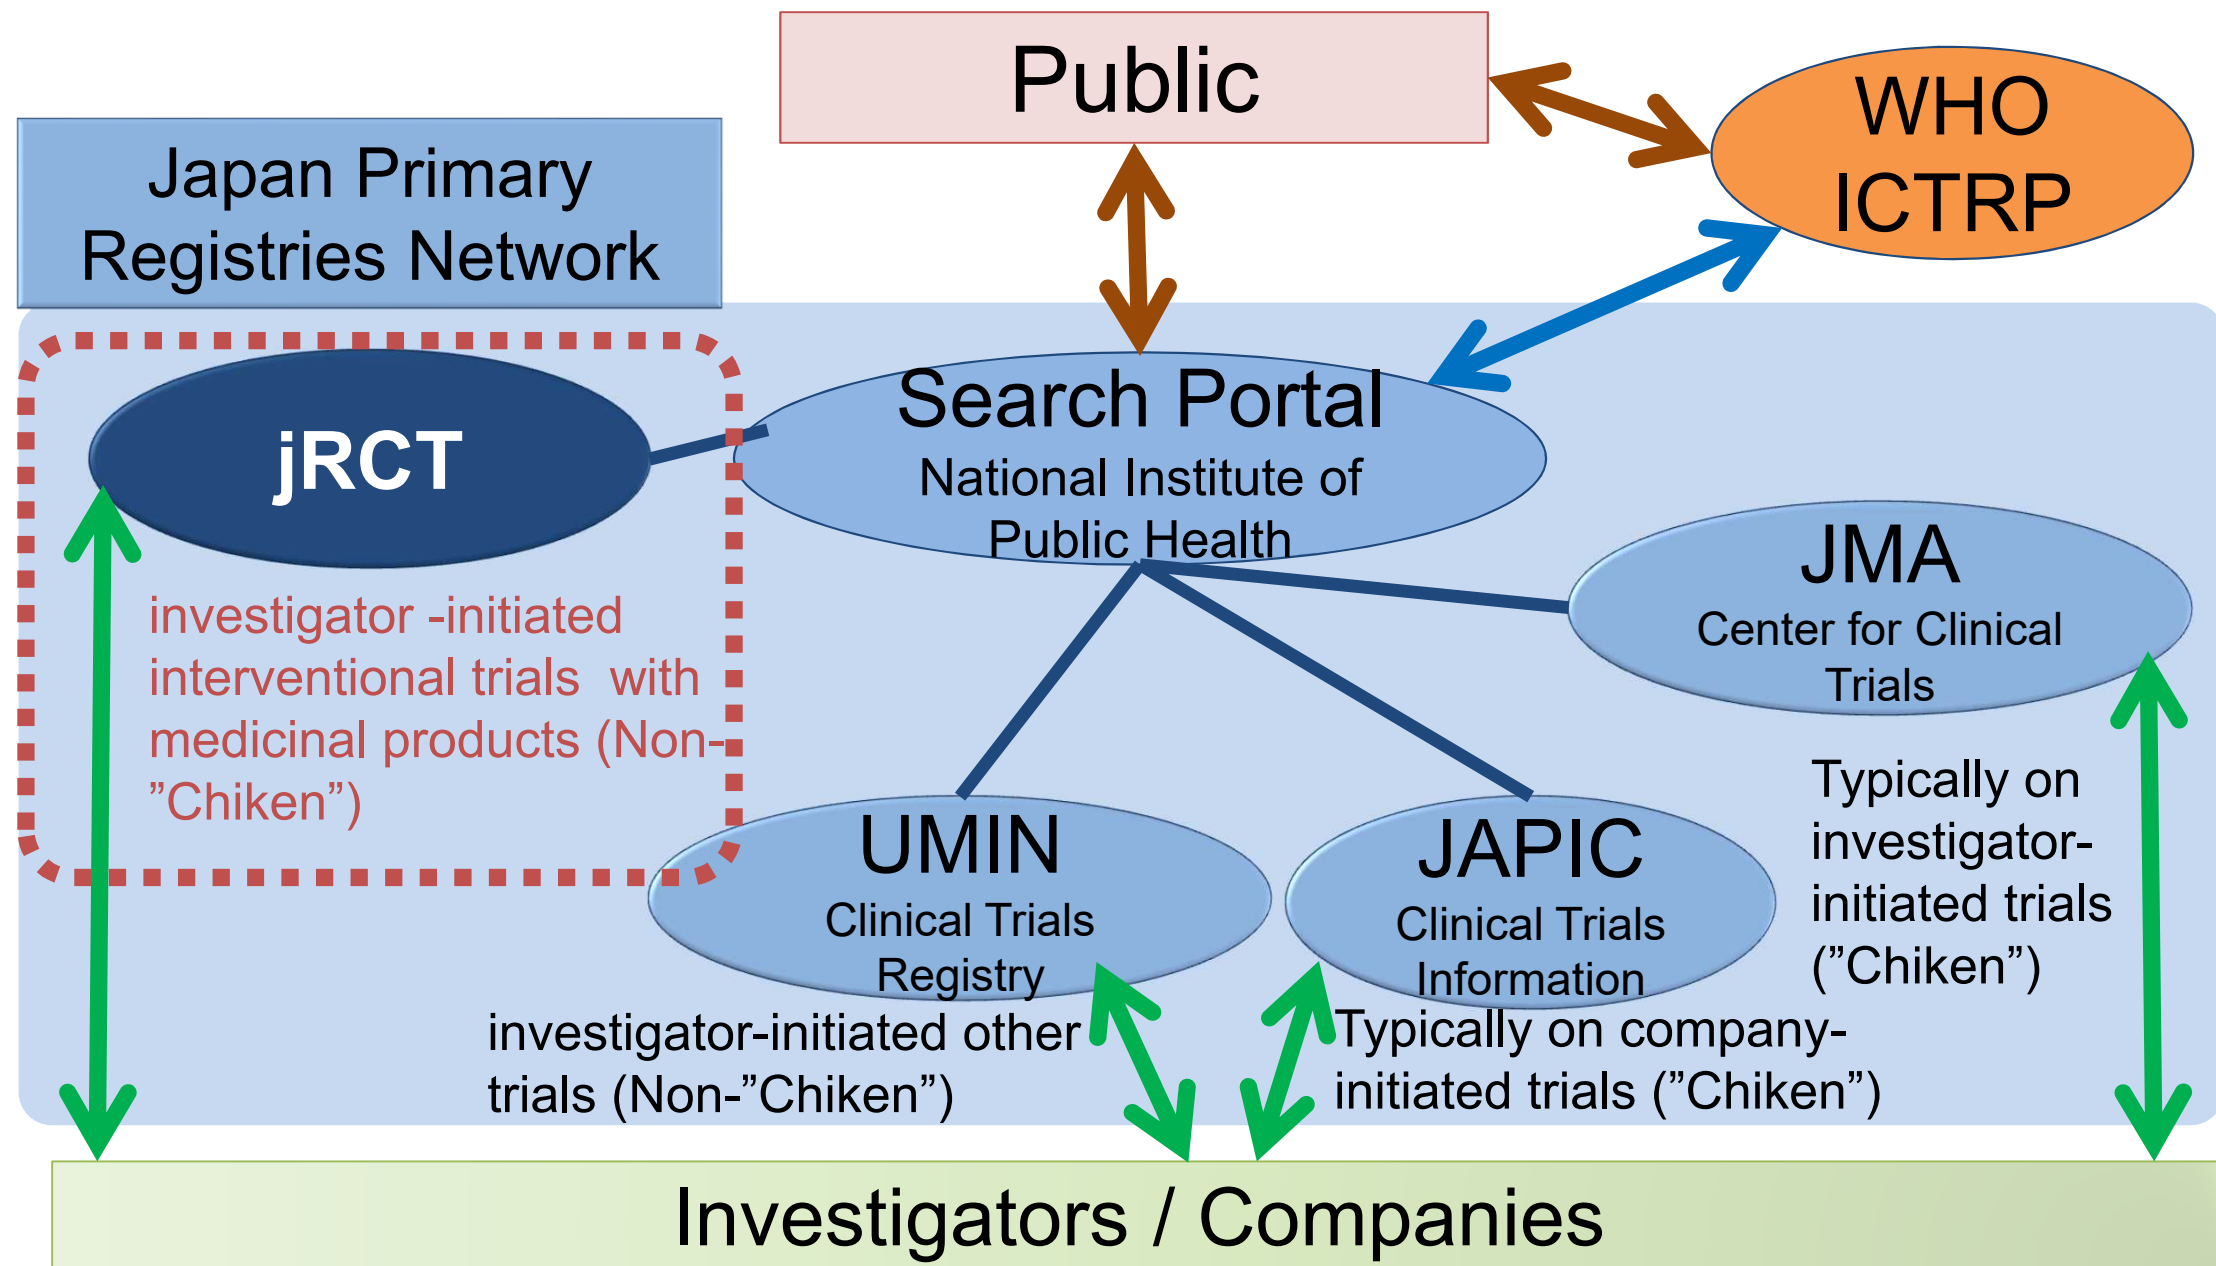 Public
WHO
ICTRP
Japan Primary
Registries Network
jRCT
investigator -initiated
interventional trials  with
medicinal products (Non-
”Chiken”)
Search Portal
National Institute of
Public Health
JMA
Center for Clinical
Trials
Typically on
investigator-
initiated trials
(”Chiken”)
UMIN
Clinical Trials
Registry
investigator-initiated other
trials (Non-”Chiken”)
JAPIC
Clinical Trials
Information
Typically on company-
initiated trials (”Chiken”)
Investigators / Companies